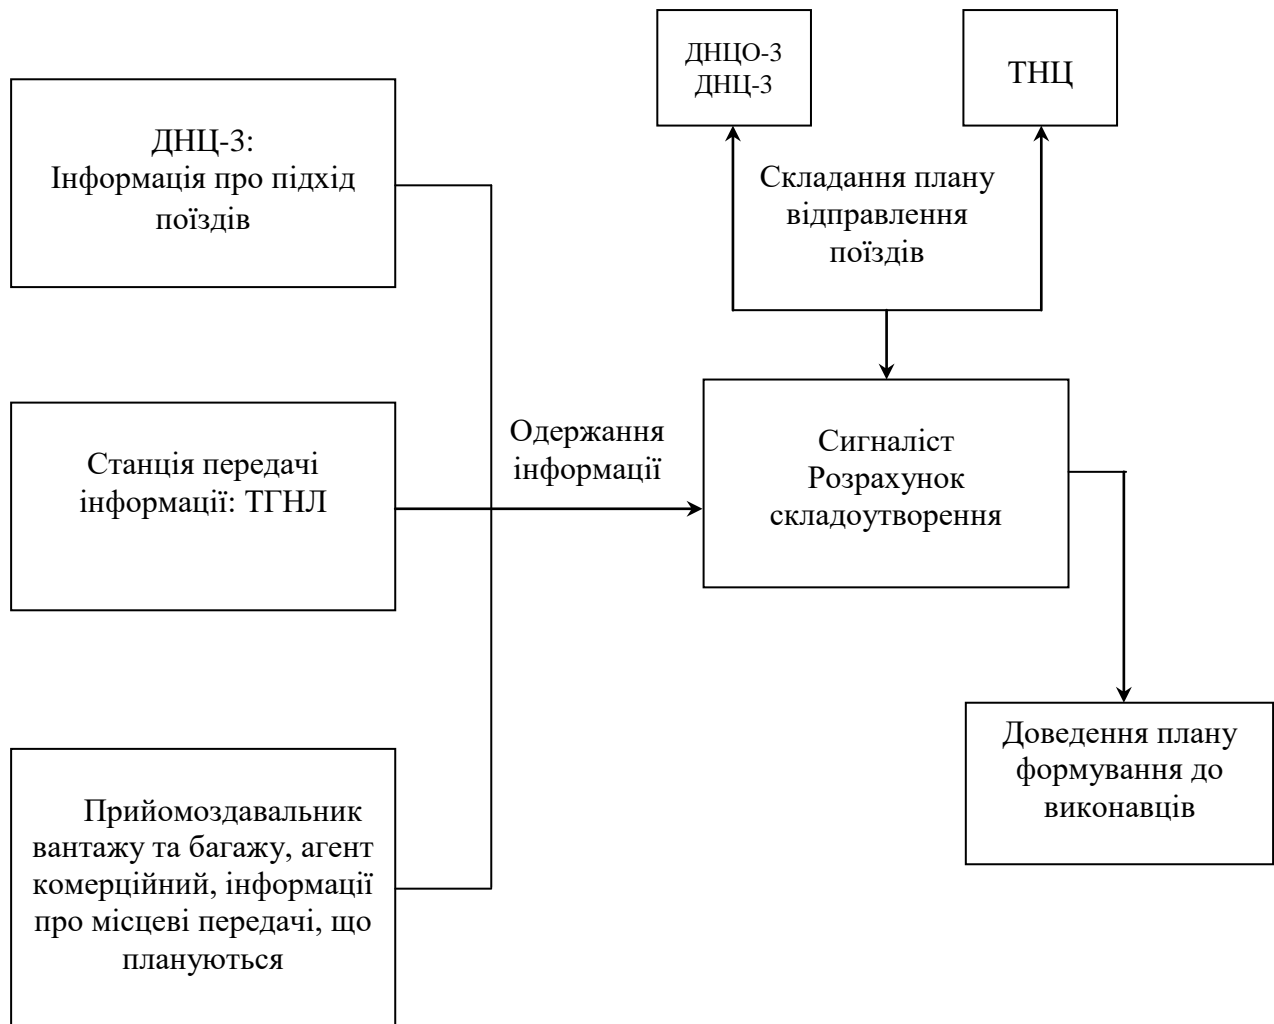 ДНЦО-3
ДНЦ-3
ТНЦ
ДНЦ-3:
Інформація про підхід
поїздів
Складання плану
відправлення
поїздів
Станція передачі
інформації: ТГНЛ
Одержання
інформації
Сигналіст
Розрахунок
складоутворення
Доведення плану
формування до
виконавців
Прийомоздавальник
вантажу та багажу, агент
комерційний, інформації
про місцеві передачі, що
плануються